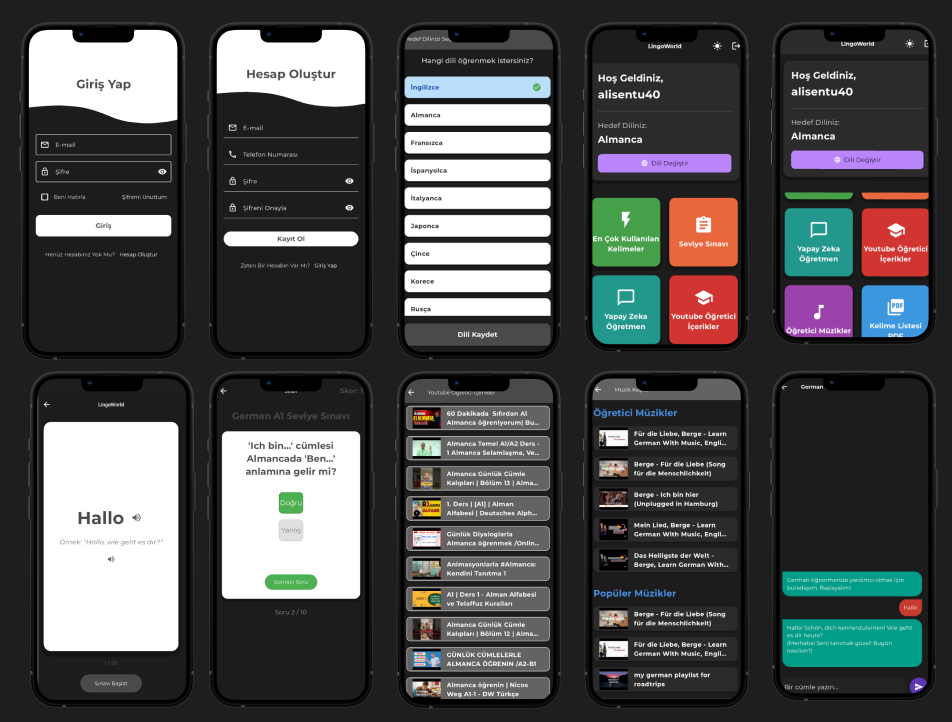 Giriş Yap
E-mail
Şifre
Beni Hatırla
Şifremi Unuttum
Giriş
Henüz Hesabınız Yok Mu? Hesap Oluştur
Hesap Oluştur
E-mail
Telefon Numarası
Şifre
Şifreni Onayla
Kayıt Ol
Zaten Bir Hesabın Var Mı? Giriş Yap
Hedef Dilinizi
Hangi dili öğrenmek istersiniz?
İngilizce
Almanca
Fransızca
İspanyolca
İtalyanca
Japonca
Çince
Korece
Rusça
Dili Kaydet
LingoWorld
Hoş Geldiniz,
alisentu40
Hedef Diliniz:
Almanca
Dili Değiştir
En Çok Kullanılan
Kelimeler
Seviye Sınavı
Yapay Zeka
Öğretmen
Youtube Öğretici
İçerikler
LingoWorld
Hoş Geldiniz,
alisentu40
Hedef Diliniz:
Almanca
Dili Değiştir
Yapay Zeka
Öğretmen
Youtube Öğretici
İçerikler
Öğretici Müzikler
PDF
Kelime Listesi
PDF
LingoWorld
Hallo
Örnek: "Hallo, wie geht es dir?"
1/30
Sınavı Başlat
Skor: 1
German A1 Seviye Sınavı
'Ich bin...' cümlesi
Almancada 'Ben...'
anlamına gelir mi?
Doğru
Yanlış
Sonraki Soru
Soru 2 / 10
Youtube Öğretici İçerikler
60 Dakikada Sıfırdan A1
Almanca öğreniyorum| Bu...
Almanca Temel A1/A2 Ders -
1 Almanca Selamlaşma, Ve...
Almanca Günlük Cümle
Kalıpları | Bölüm 13 | Alma...
1. Ders | [A1] | Alman
Alfabesi | Deutsches Alph...
Günlük Diyaloglarla
Almanca öğrenmek /Onlin...
Animasyonlarla #Almanca:
Kendini Tanıtma 1
A1 | Ders 1 - Alman Alfabesi
ve Telaffuz Kuralları
Almanca Günlük Cümle
Kalıpları | Bölüm 12 | Alma...
GÜNLÜK CÜMLELERLE
ALMANCA ÖĞRENİN /A2-B1
Almanca öğrenin | Nicos
Weg A1-1 - DW Türkçe
Müzik
Öğretici Müzikler
Für die Liebe, Berge - Learn
German With Music, Engli...
Berge - Für die Liebe (Song
für die Menschlichkeit)
Berge - Ich bin hier
(Unplugged in Hamburg)
Mein Lied, Berge - Learn
German With Music, Engli...
Das Heiligste der Welt -
Berge, Learn German With...
Popüler Müzikler
Berge - Für die Liebe (Song
für die Menschlichkeit)
Für die Liebe, Berge - Learn
German With Music, Engli...
my german playlist for
roadtrips
German
German öğrenmenize yardımcı olmak için
buradayım. Başlayalım!
hallo
Hallo! Schön, dich kennenzulernen! Wie geht
es dir heute?
(Merhaba! Seni tanımak güzel! Bugün
nasılsın?)
Bir cümle yazın...